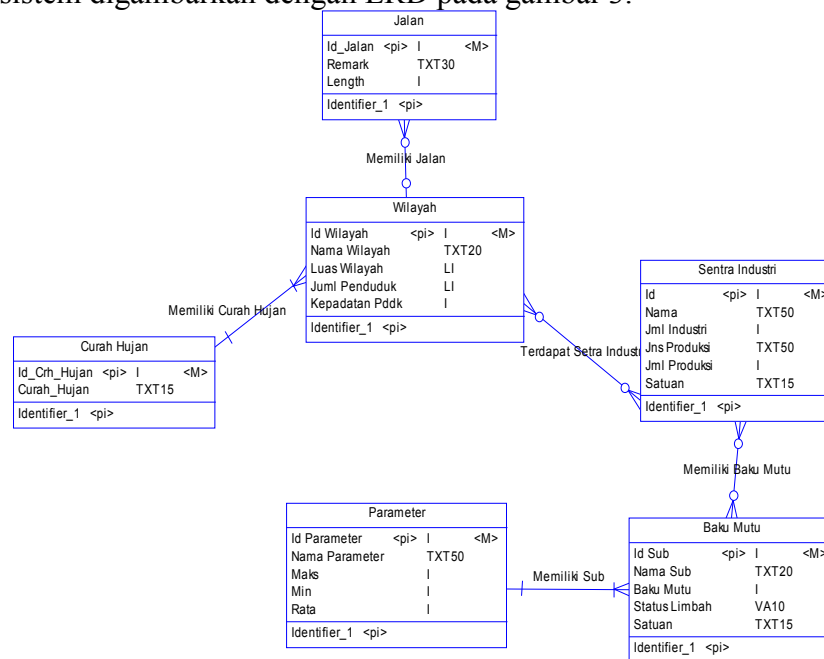 sistem digambarkan dengan ERD pada gambar 3.
Jalan
Id_Jalan <pi> I <M>
Remark TXT30
Length I
Identifier_1 <pi>
Memiliki Jalan
Wilayah
Id Wilayah <pi> I <M>
Nama Wilayah TXT20
Luas Wilayah LI
Juml Penduduk LI
Kepadatan Pddk I
Identifier_1 <pi>
Memiliki Curah Hujan
Curah Hujan
Id_Crh_Hujan <pi> I <M>
Curah_Hujan TXT15
Identifier_1 <pi>
Terdapat Setra Industri
Sentra Industri
Id <pi> I <M>
Nama TXT50
Jml Industri I
Jns Produksi TXT50
Jml Produksi I
Satuan TXT15
Identifier_1 <pi>
Memiliki Baku Mutu
Parameter
Id Parameter <pi> I <M>
Nama Parameter TXT50
Maks I
Min I
Rata I
Identifier_1 <pi>
Memiliki Sub
Baku Mutu
Id Sub <pi> I <M>
Nama Sub TXT20
Baku Mutu I
Status Limbah VA10
Satuan TXT15
Identifier_1 <pi>